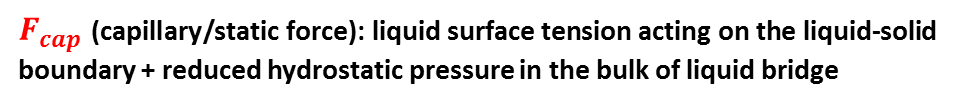 F cap (capillary/static force): liquid surface tension acting on the liquid-solid
boundary + reduced hydrostatic pressure in the bulk of liquid bridge